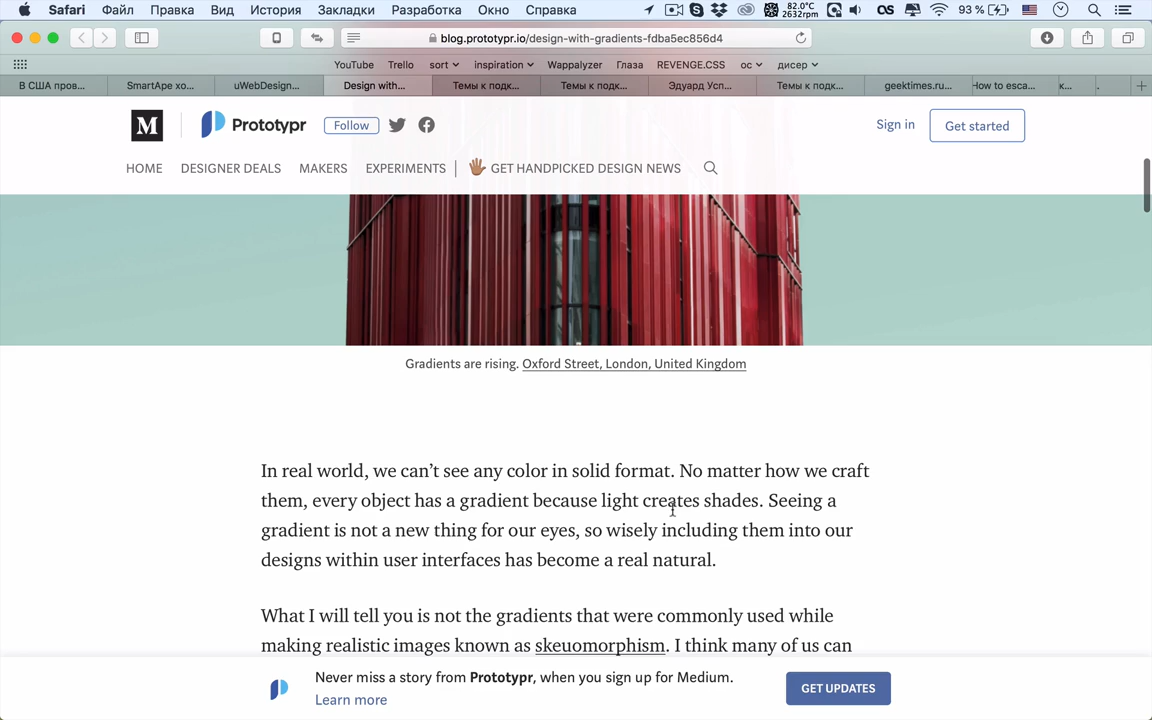 Safari Файл Правка Вид История Закладки Разработка Окно Справка 82.0°C 2632rpm 93 %
blog.prototypr.io/design-with-gradients-fdba5ec856d4
YouTube Trello sort inspiration Wappalyzer Глаза REVENGE.CSS ос дисер
В США пров... SmartApe хо... uWebDesign... Design with... Темы к подк... Темы к подк... Эдуард Усп... Темы к подк... geektimes.ru... How to esca... к... .
M Prototypr Follow Sign in Get started
HOME DESIGNER DEALS MAKERS EXPERIMENTS GET HANDPICKED DESIGN NEWS
Gradients are rising. Oxford Street, London, United Kingdom
In real world, we can’t see any color in solid format. No matter how we craft
them, every object has a gradient because light creates shades. Seeing a
gradient is not a new thing for our eyes, so wisely including them into our
designs within user interfaces has become a real natural.
What I will tell you is not the gradients that were commonly used while
making realistic images known as skeuomorphism. I think many of us can
Never miss a story from Prototypr, when you sign up for Medium.
Learn more
GET UPDATES